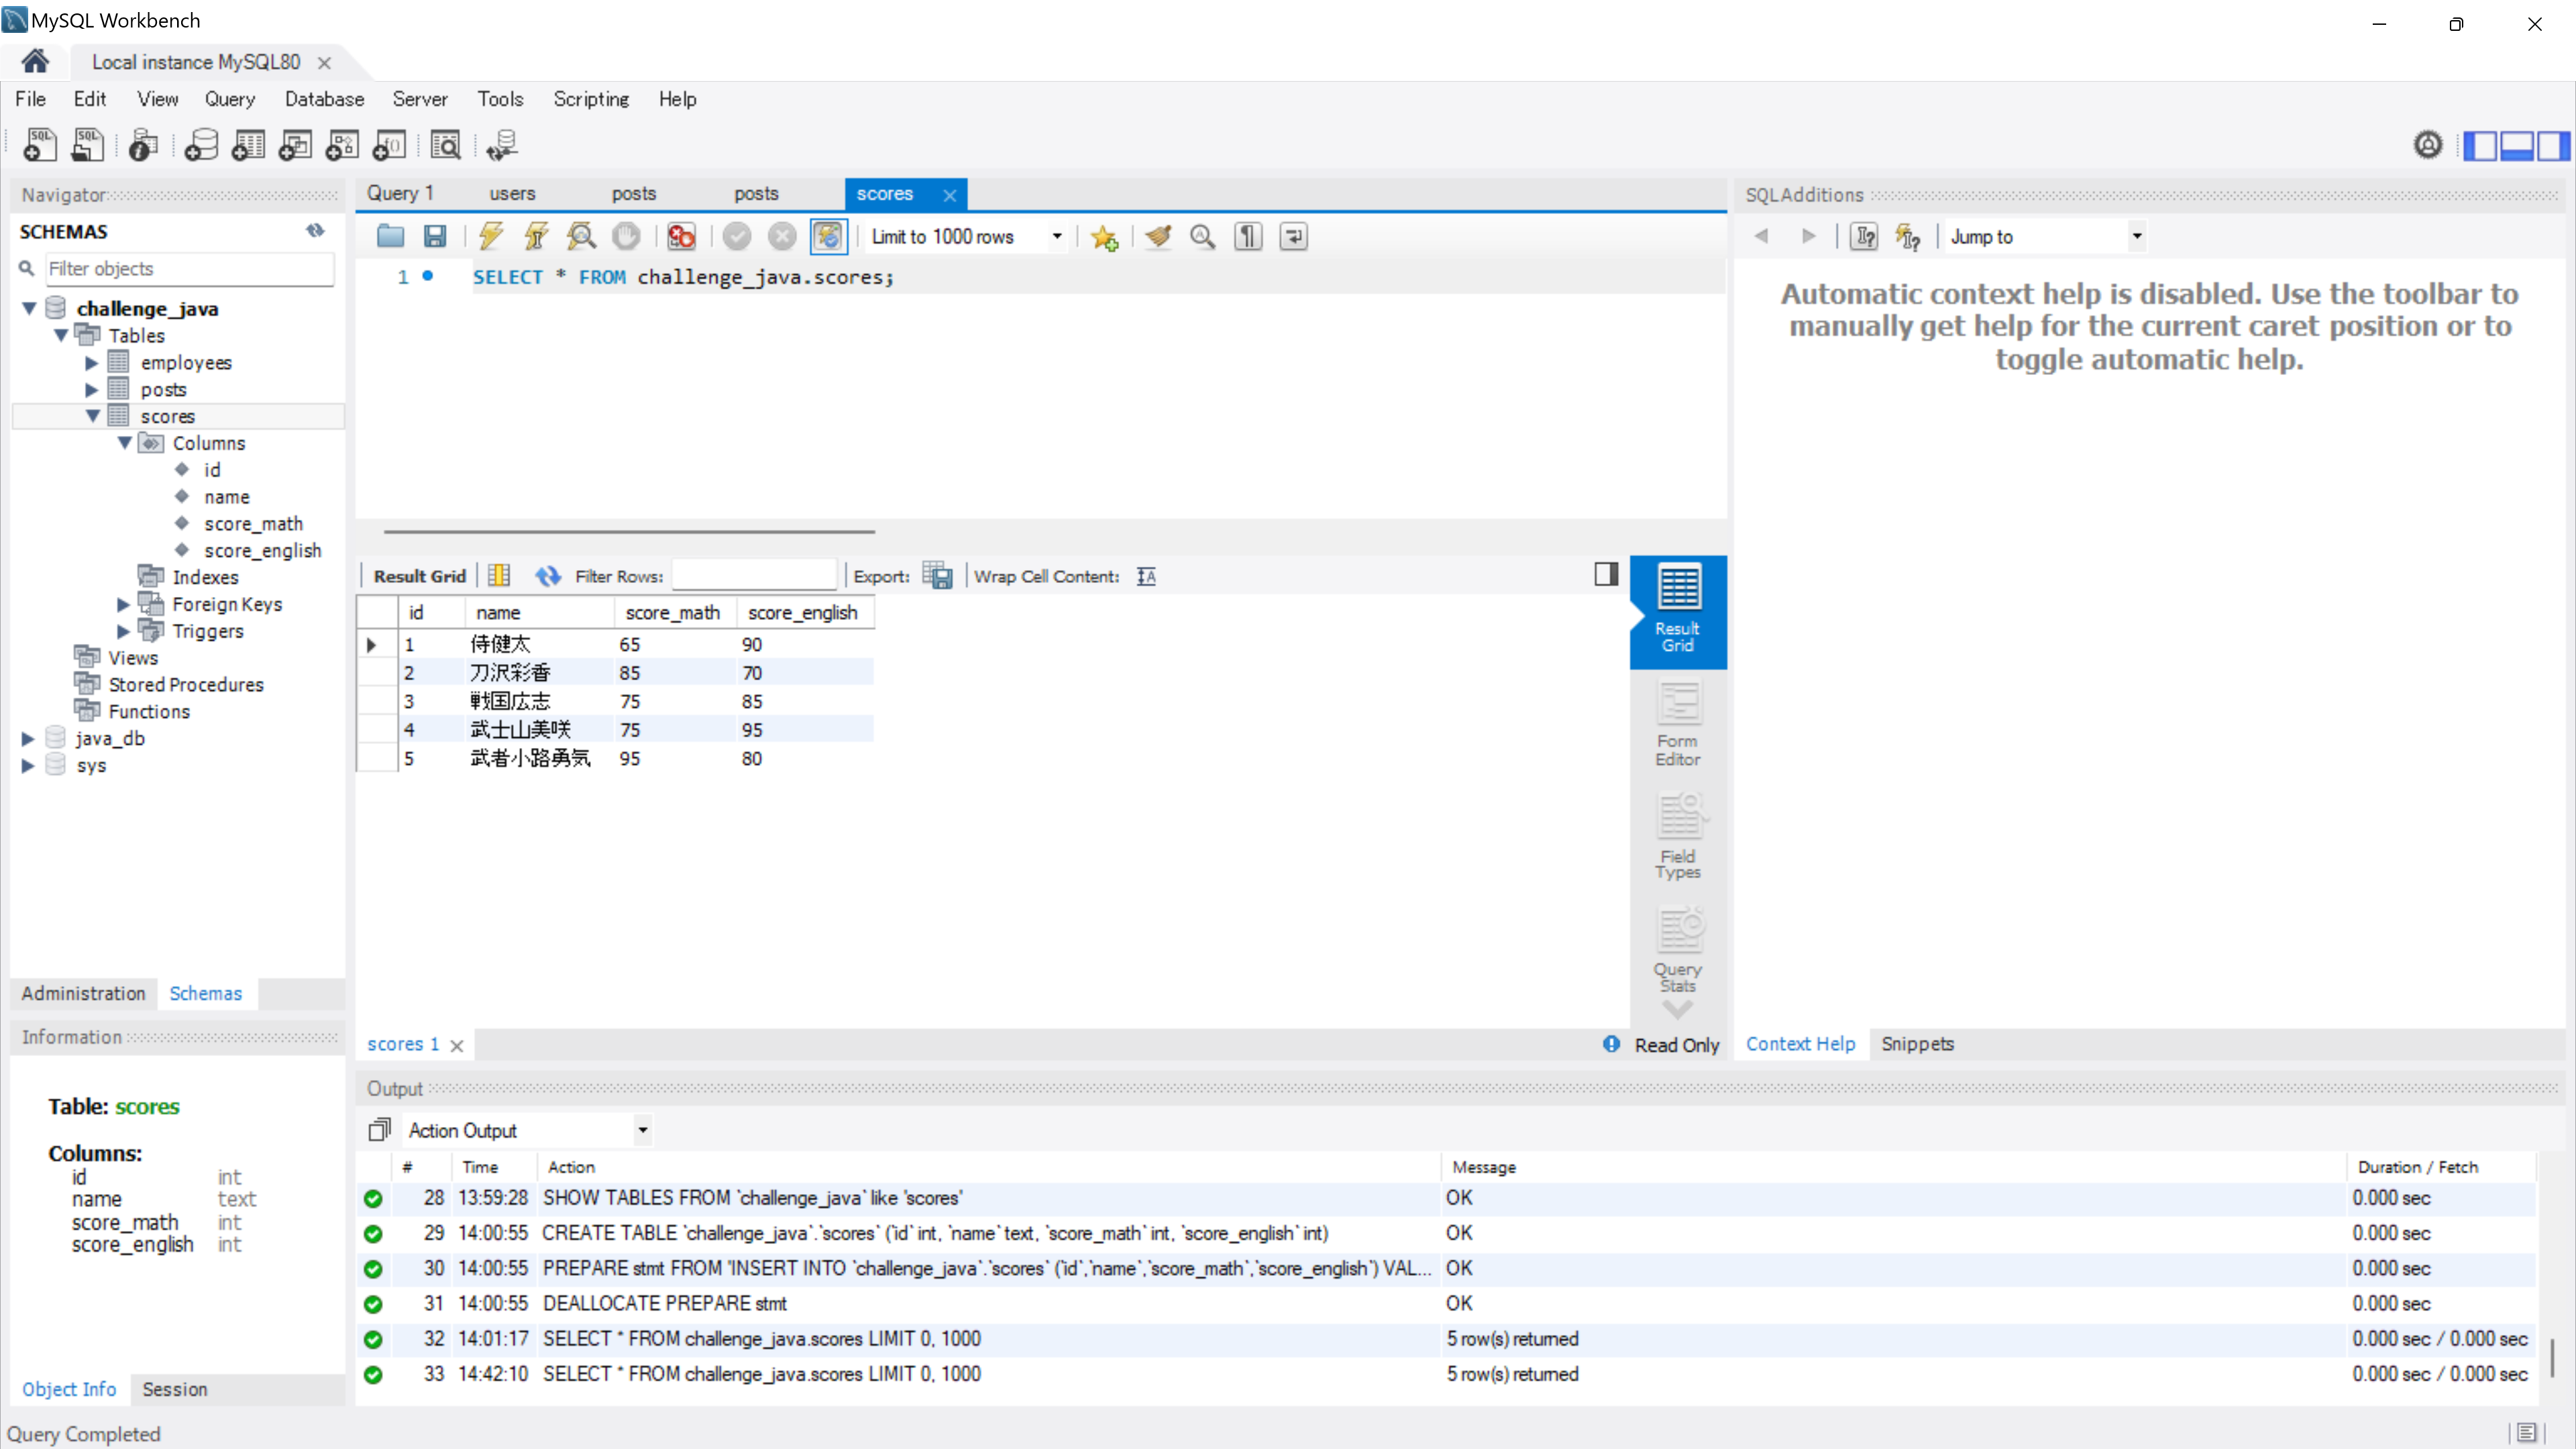 MySQL Workbench
Local instance MySQL80
File Edit View Query Database Server Tools Scripting Help
Navigator
SCHEMAS
Filter objects
challenge_java
Tables
employees
posts
scores
Columns
id
name
score_math
score_english
Indexes
Foreign Keys
Triggers
Views
Stored Procedures
Functions
java_db
sys
Administration Schemas
Information
Table: scores
Columns:
id int
name text
score_math int
score_english int
Object Info Session
Query Completed
Query 1 users posts posts scores
Limit to 1000 rows
1 SELECT * FROM challenge_java.scores;
Result Grid Filter Rows: Export: Wrap Cell Content:
id name score_math score_english
1 侍健太 65 90
2 刀沢彩香 85 70
3 戦国広志 75 85
4 武士山美咲 75 95
5 武者小路勇気 95 80
Result
Grid
Form
Editor
Field
Types
Query
Stats
scores 1 Read Only
SQLAdditions
Jump to
Automatic context help is disabled. Use the toolbar to
manually get help for the current caret position or to
toggle automatic help.
Context Help Snippets
Output
Action Output
# Time Action Message Duration / Fetch
28 13:59:28 SHOW TABLES FROM `challenge_java` like 'scores' OK 0.000 sec
29 14:00:55 CREATE TABLE `challenge_java`.`scores` (`id` int, `name` text, `score_math` int, `score_english` int) OK 0.000 sec
30 14:00:55 PREPARE stmt FROM 'INSERT INTO `challenge_java`.`scores` (`id`,`name`,`score_math`,`score_english`) VAL... OK 0.000 sec
31 14:00:55 DEALLOCATE PREPARE stmt OK 0.000 sec
32 14:01:17 SELECT * FROM challenge_java.scores LIMIT 0, 1000 5 row(s) returned 0.000 sec / 0.000 sec
33 14:42:10 SELECT * FROM challenge_java.scores LIMIT 0, 1000 5 row(s) returned 0.000 sec / 0.000 sec